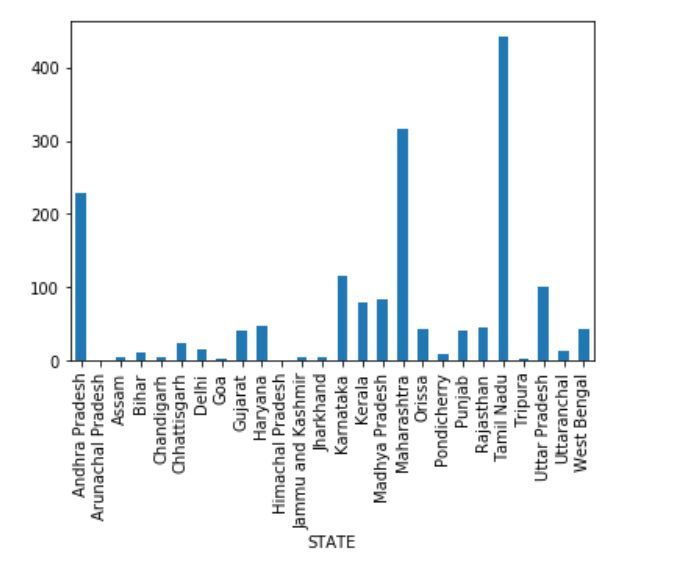 400
300
200
100
0
Andhra Pradesh
Arunachal Pradesh
Assam
Bihar
Chandigarh
Chhattisgarh
Delhi
Goa
Gujarat
Haryana
Himachal Pradesh
Jammu and Kashmir
Jharkhand
Karnataka
Kerala
Madhya Pradesh
Maharashtra
Orissa
Pondicherry
Punjab
Rajasthan
Tamil Nadu
Tripura
Uttar Pradesh
Uttaranchal
West Bengal
STATE